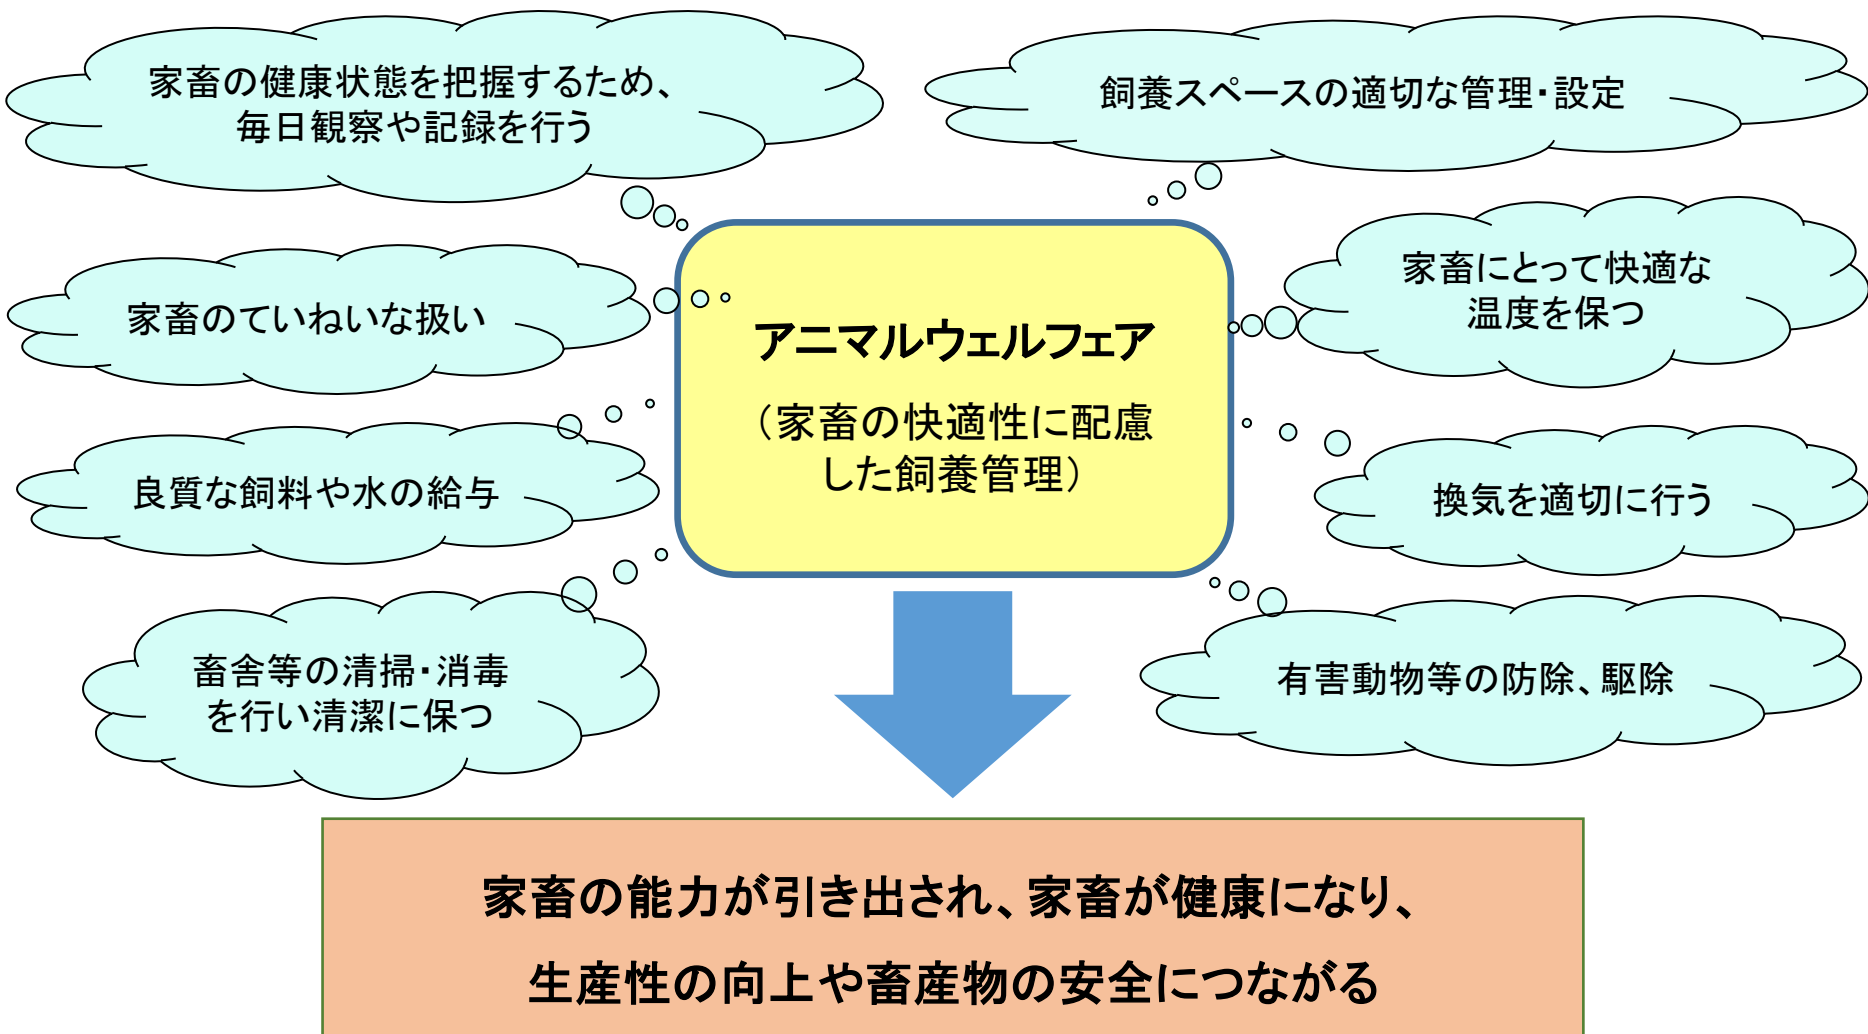 家畜の健康状態を把握するため、
毎日観察や記録を行う
飼養スペースの適切な管理・設定
家畜のていねいな扱い
家畜にとって快適な
温度を保つ
アニマルウェルフェア
（家畜の快適性に配慮
した飼養管理）
良質な飼料や水の給与
換気を適切に行う
畜舎等の清掃・消毒
を行い清潔に保つ
有害動物等の防除、駆除
家畜の能力が引き出され、家畜が健康になり、
生産性の向上や畜産物の安全につながる